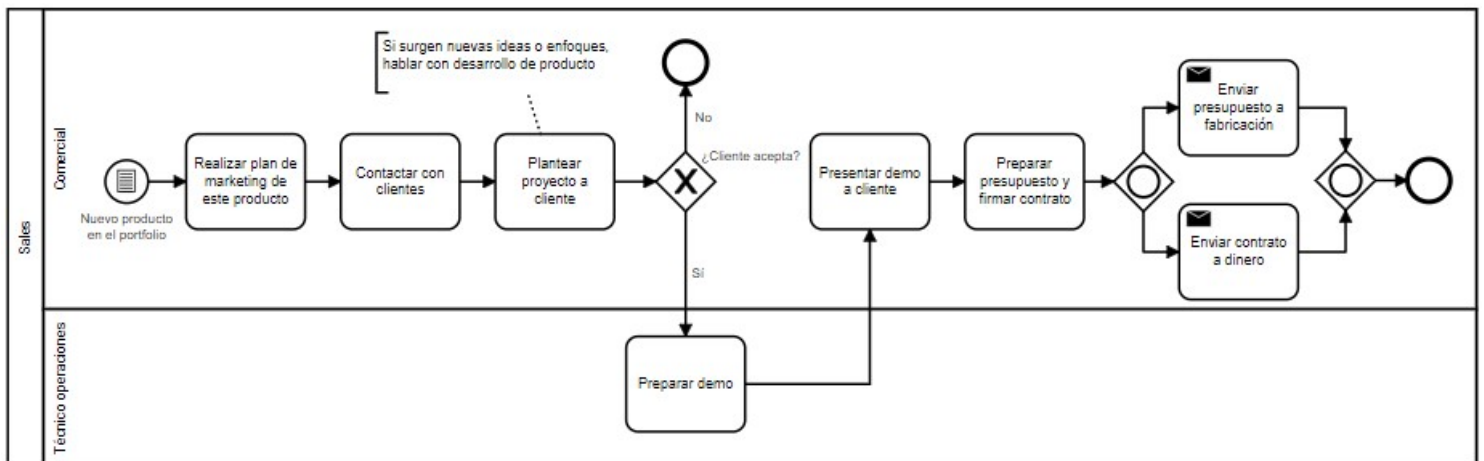 Sales
Comercial
Nuevo producto
en el portfolio
Realizar plan de
marketing de
este producto
Contactar con
clientes
Si surgen nuevas ideas o enfoques,
hablar con desarrollo de producto
Plantear
proyecto a
cliente
¿Cliente acepta?
No
Sí
Presentar demo
a cliente
Preparar
presupuesto y
firmar contrato
Enviar
presupuesto a
fabricación
Enviar contrato
a dinero
Técnico operaciones
Preparar demo